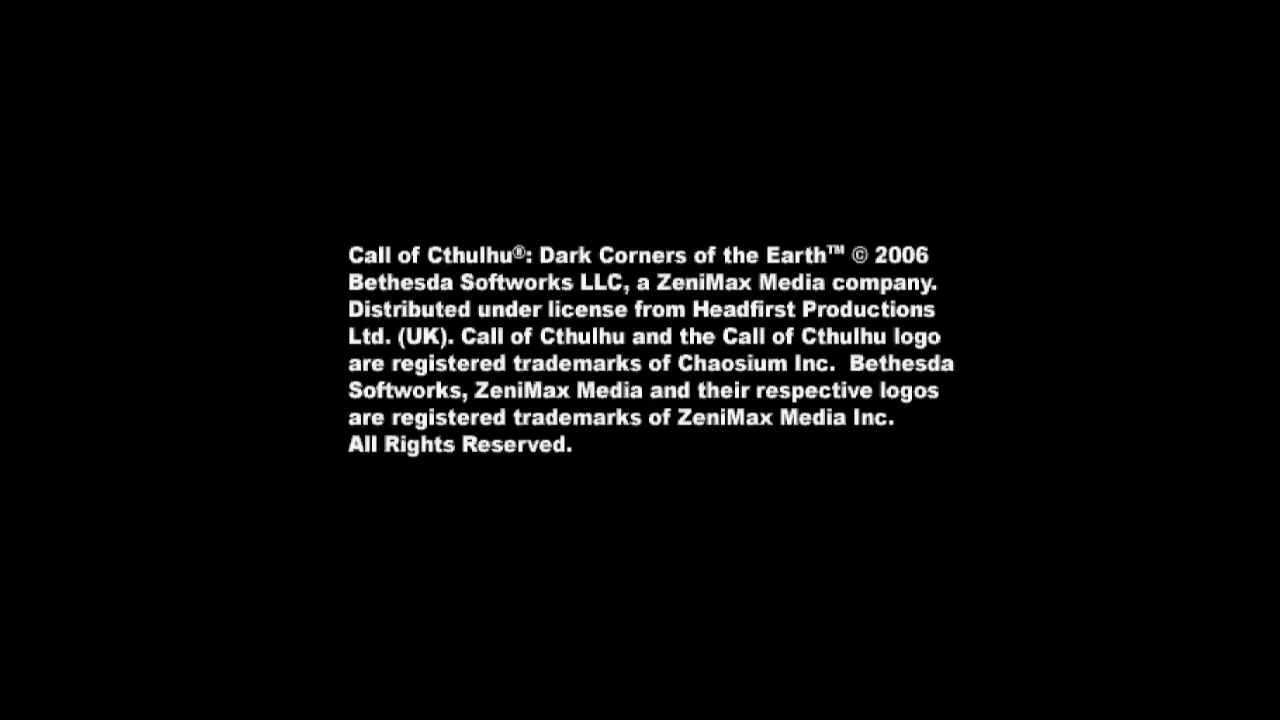 Call of Cthulhu®: Dark Corners of the Earth™ © 2006
Bethesda Softworks LLC, a ZeniMax Media company.
Distributed under license from Headfirst Productions
Ltd. (UK). Call of Cthulhu and the Call of Cthulhu logo
are registered trademarks of Chaosium Inc.  Bethesda
Softworks, ZeniMax Media and their respective logos
are registered trademarks of ZeniMax Media Inc.
All Rights Reserved.